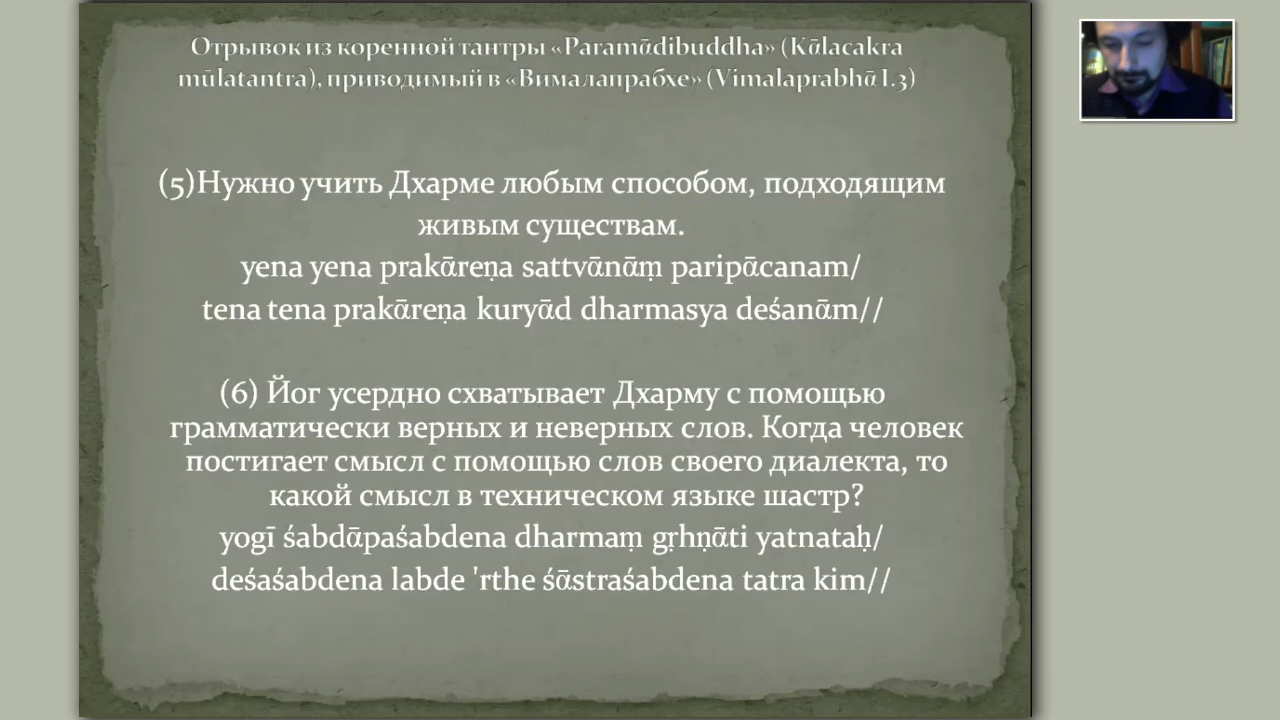 Отрывок из коренной тантры «Paramādibuddha» (Kālacakra
mūlatantra), приводимый в «Вималапрабхе» (Vimalaprabhā I.3)
(5)Нужно учить Дхарме любым способом, подходящим
живым существам.
yena yena prakāreṇa sattvānāṃ paripācanam/
tena tena prakāreṇa kuryād dharmasya deśanām//
(6) Йог усердно схватывает Дхарму с помощью
грамматически верных и неверных слов. Когда человек
постигает смысл с помощью слов своего диалекта, то
какой смысл в техническом языке шастр?
yogī śabdāpaśabdena dharmaṃ gṛhṇāti yatnataḥ/
deśaśabdena labde 'rthe śāstraśabdena tatra kim//